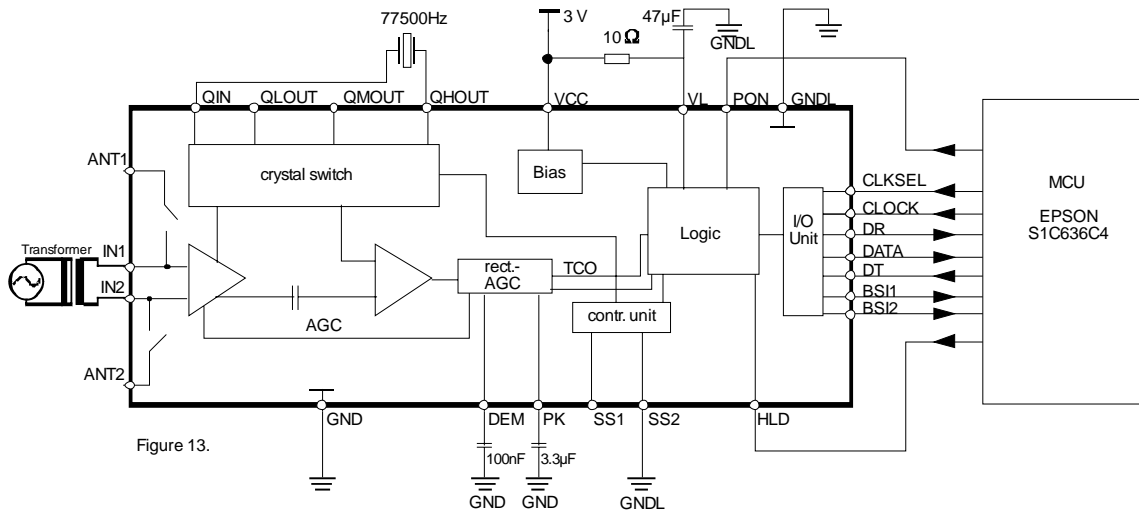 77500Hz
3 V
47µF
10 Ω
GNDL
QIN
QLOUT
QMOUT
QHOUT
VCC
VL
PON
GNDL
ANT1
crystal switch
Bias
Logic
I/O
Unit
CLKSEL
CLOCK
DR
DATA
DT
BSI1
BSI2
MCU
EPSON
S1C636C4
Transformer
IN1
IN2
rect.-
AGC
TCO
AGC
contr. unit
ANT2
GND
DEM
PK
SS1
SS2
HLD
Figure 13.
100nF
3.3µF
GND
GND
GNDL